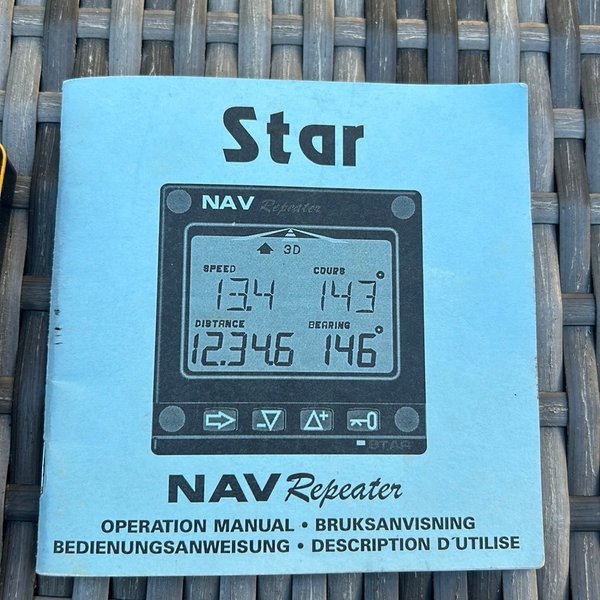 Star
NAV Repeater
3D
SPEED COURS
13.4 143°
DISTANCE BEARING
12.34.6 146°
STAR
NAV Repeater
OPERATION MANUAL • BRUKSANVISNING
BEDIENUNGSANWEISUNG • DESCRIPTION D´UTILISE